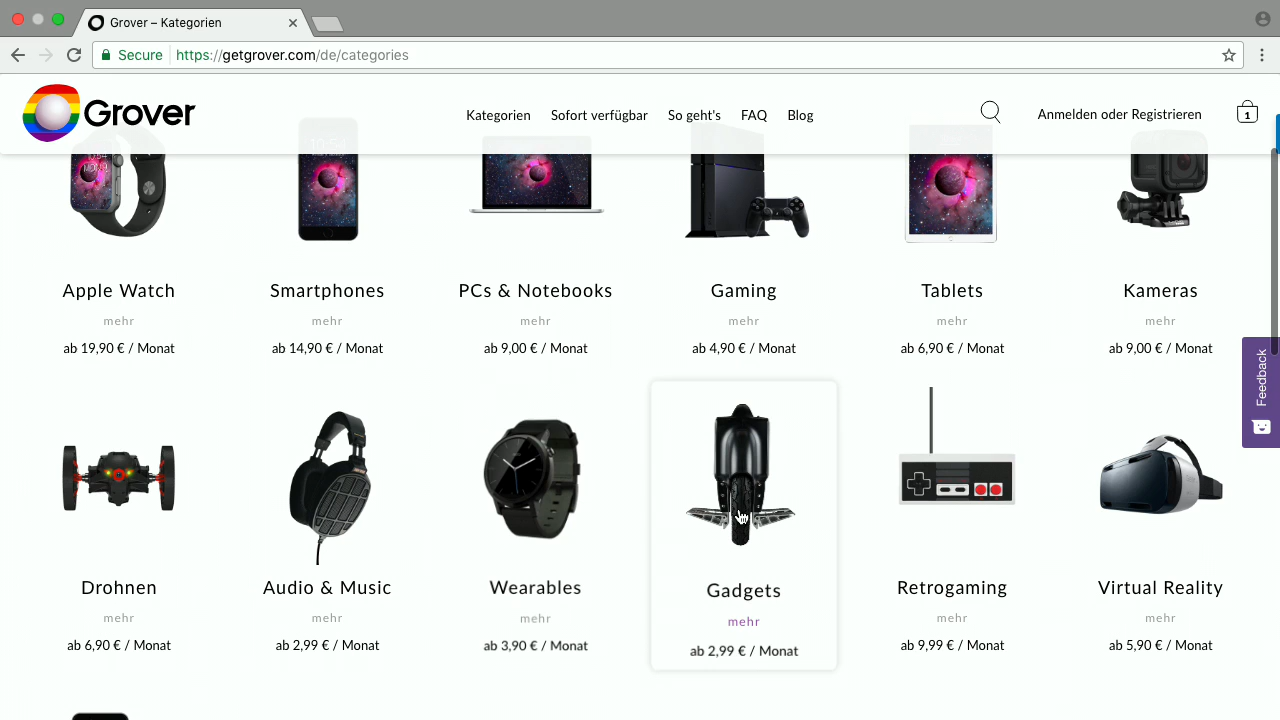 Grover – Kategorien
Secure https://getgrover.com/de/categories
Grover
Kategorien Sofort verfügbar So geht's FAQ Blog
Anmelden oder Registrieren
1
Apple Watch Smartphones PCs & Notebooks Gaming Tablets Kameras
mehr mehr mehr mehr mehr mehr
ab 19,90 € / Monat ab 14,90 € / Monat ab 9,00 € / Monat ab 4,90 € / Monat ab 6,90 € / Monat ab 9,00 € / Monat
Feedback
Drohnen Audio & Music Wearables Gadgets Retrogaming Virtual Reality
mehr mehr mehr mehr mehr mehr
ab 6,90 € / Monat ab 2,99 € / Monat ab 3,90 € / Monat ab 2,99 € / Monat ab 9,99 € / Monat ab 5,90 € / Monat